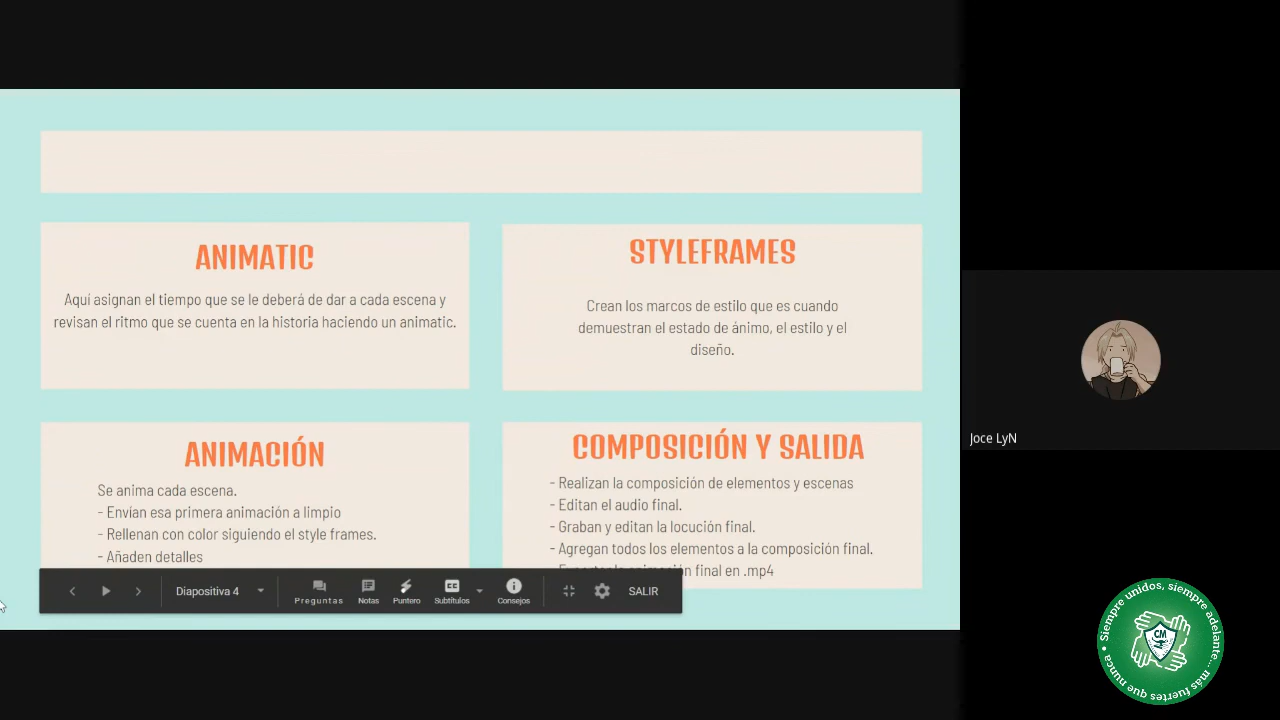 ANIMATIC
Aquí asignan el tiempo que se le deberá de dar a cada escena y
revisan el ritmo que se cuenta en la historia haciendo un animatic.
STYLEFRAMES
Crean los marcos de estilo que es cuando
demuestran el estado de ánimo, el estilo y el
diseño.
ANIMACIÓN
Se anima cada escena.
- Envían esa primera animación a limpio
- Rellenan con color siguiendo el style frames.
- Añaden detalles
COMPOSICIÓN Y SALIDA
- Realizan la composición de elementos y escenas
- Editan el audio final.
- Graban y editan la locución final.
- Agregan todos los elementos a la composición final.
final en .mp4
Diapositiva 4
Preguntas
Notas
Puntero
CC
Subtítulos
Consejos
SALIR
Joce LyN
Siempre unidos, siempre adelante... más fuertes que nunca •
CM